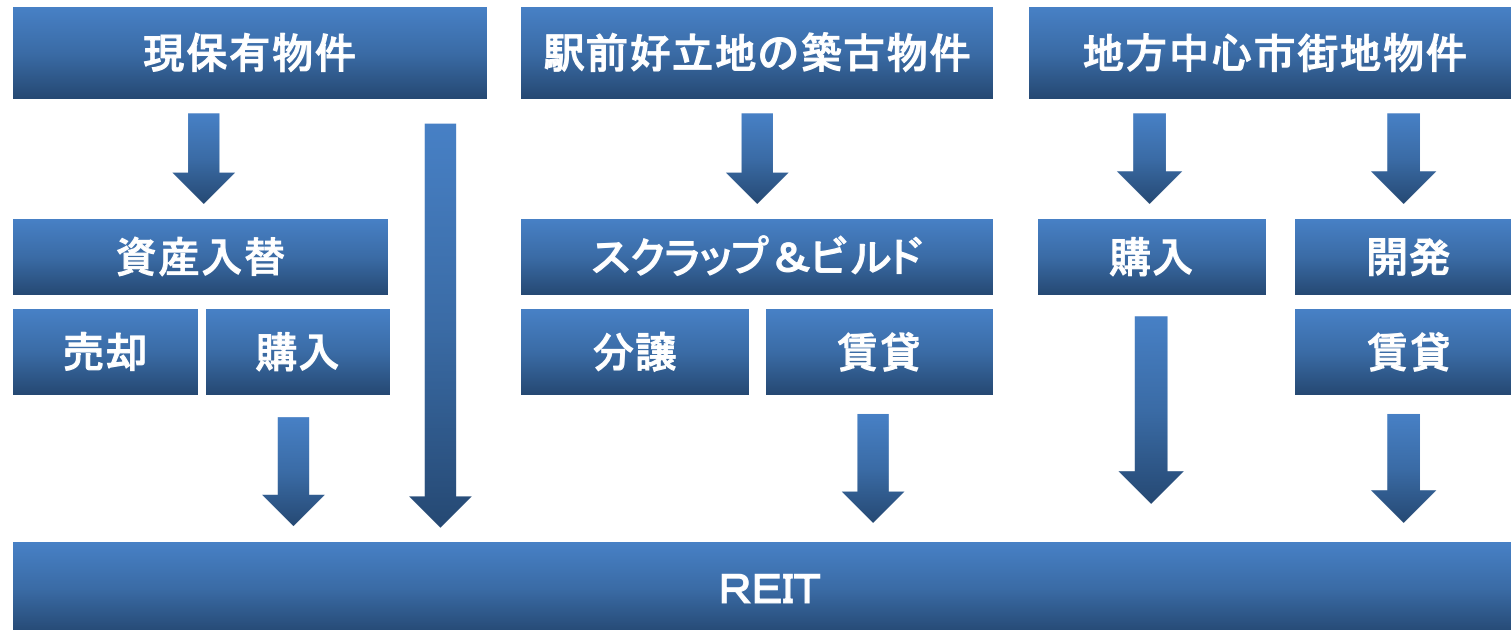 現保有物件
駅前好立地の築古物件
地方中心市街地物件
資産入替
スクラップ&ビルド
購入
開発
売却
購入
分譲
賃貸
賃貸
REIT